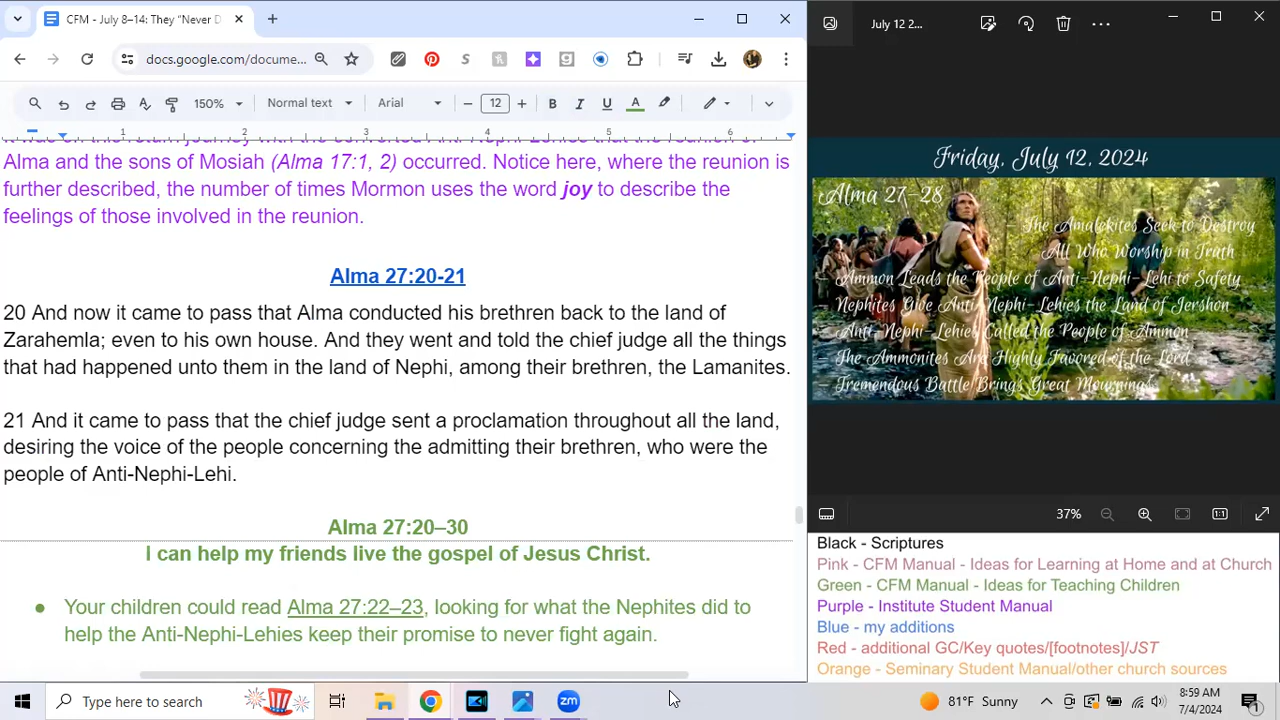 CFM - July 8–14: They “Never D
docs.google.com/docume...
150%
Normal text
Arial
12
B
I
U
A
1
2
3
4
5
6
Alma and the sons of Mosiah (Alma 17:1, 2) occurred. Notice here, where the reunion is
further described, the number of times Mormon uses the word joy to describe the
feelings of those involved in the reunion.
Alma 27:20-21
20 And now it came to pass that Alma conducted his brethren back to the land of
Zarahemla; even to his own house. And they went and told the chief judge all the things
that had happened unto them in the land of Nephi, among their brethren, the Lamanites.
21 And it came to pass that the chief judge sent a proclamation throughout all the land,
desiring the voice of the people concerning the admitting their brethren, who were the
people of Anti-Nephi-Lehi.
Alma 27:20–30
I can help my friends live the gospel of Jesus Christ.
● Your children could read Alma 27:22–23, looking for what the Nephites did to
help the Anti-Nephi-Lehies keep their promise to never fight again.
July 12 2...
Friday, July 12, 2024
Alma 27-28
- The Amalekites Seek to Destroy
All Who Worship in Truth
- Ammon Leads the People of Anti-Nephi-Lehi to Safety
Nephites Give Anti-Nephi-Lehies the Land of Jershon
- Anti-Nephi-Lehies Called the People of Ammon
- The Ammonites Are Highly Favored of the Lord
- Tremendous Battle Brings Great Mournings
37%
1:1
Black - Scriptures
Pink - CFM Manual - Ideas for Learning at Home and at Church
Green - CFM Manual - Ideas for Teaching Children
Purple - Institute Student Manual
Blue - my additions
Red - additional GC/Key quotes/[footnotes]/JST
Orange - Seminary Student Manual/other church sources
Type here to search
zm
81°F Sunny
8:59 AM
7/4/2024
1